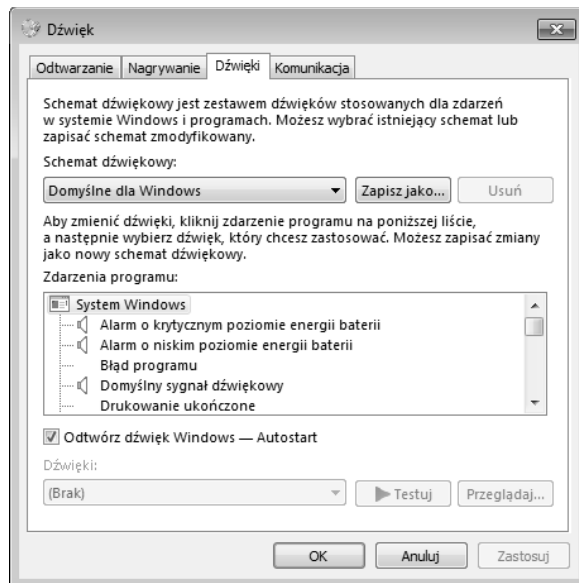 Dźwięk
Odtwarzanie Nagrywanie Dźwięki Komunikacja
Schemat dźwiękowy jest zestawem dźwięków stosowanych dla zdarzeń
w systemie Windows i programach. Możesz wybrać istniejący schemat lub
zapisać schemat zmodyfikowany.
Schemat dźwiękowy:
Domyślne dla Windows Zapisz jako... Usuń
Aby zmienić dźwięki, kliknij zdarzenie programu na poniższej liście,
a następnie wybierz dźwięk, który chcesz zastosować. Możesz zapisać zmiany
jako nowy schemat dźwiękowy.
Zdarzenia programu:
System Windows
Alarm o krytycznym poziomie energii baterii
Alarm o niskim poziomie energii baterii
Błąd programu
Domyślny sygnał dźwiękowy
Drukowanie ukończone
Odtwórz dźwięk Windows — Autostart
Dźwięki:
(Brak) Testuj Przeglądaj...
OK Anuluj Zastosuj